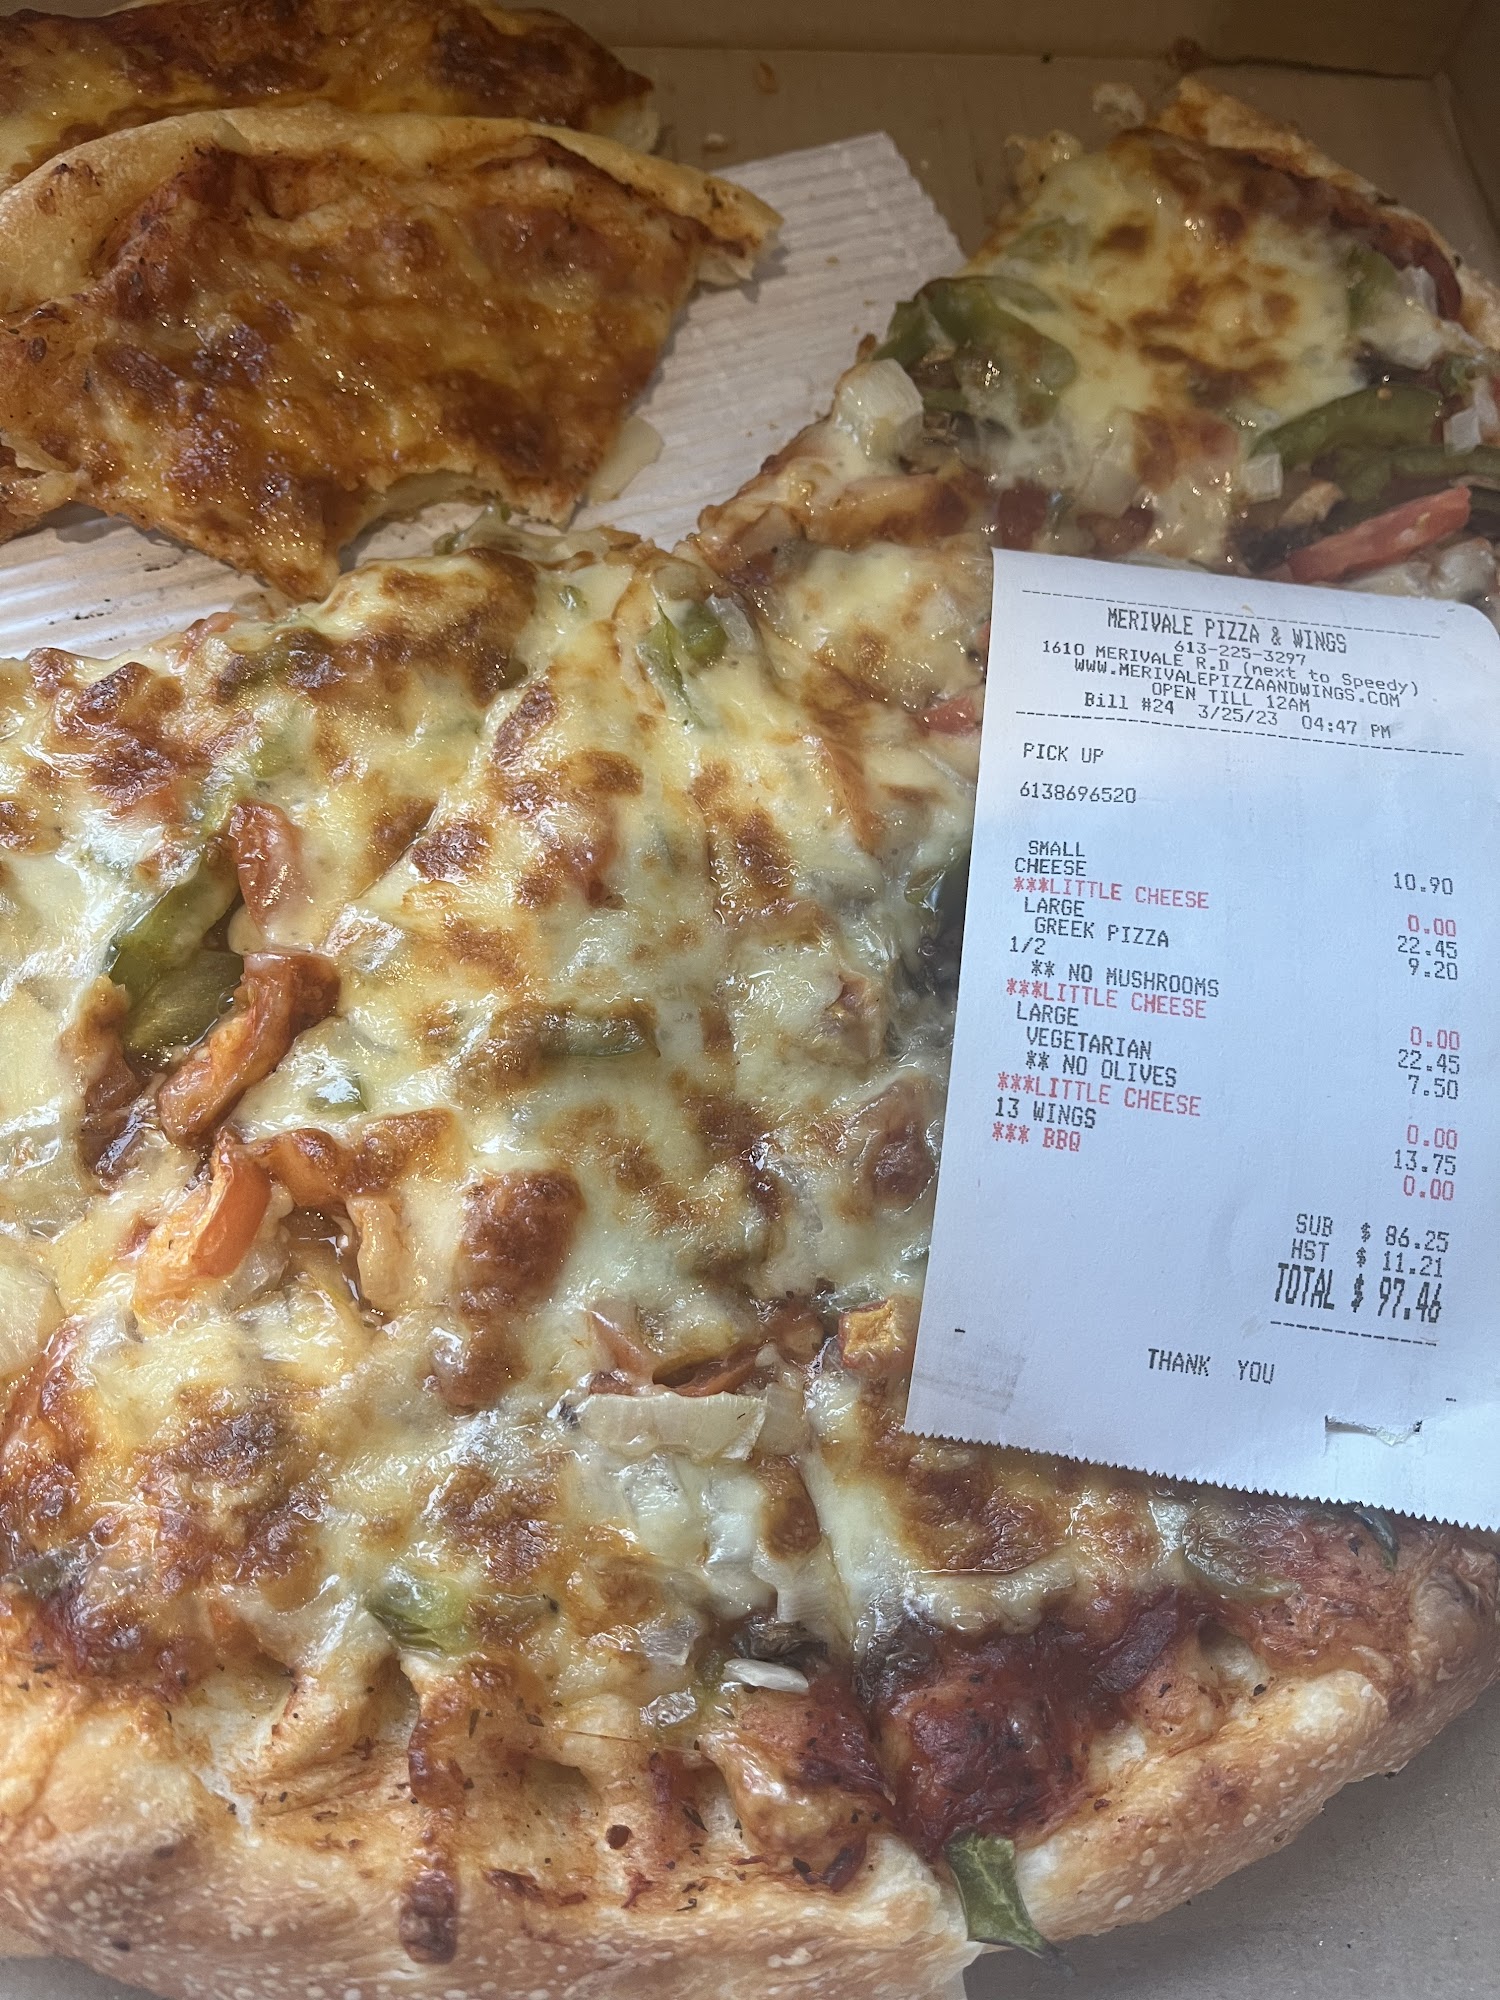 MERIVALE PIZZA & WINGS
613-225-3297
1610 MERIVALE R.D (next to Speedy)
WWW.MERIVALEPIZZAANDWINGS.COM
OPEN TILL 12AM
Bill #24 3/25/23 04:47 PM
PICK UP
6138696520
SMALL
CHEESE 10.90
***LITTLE CHEESE 0.00
LARGE 22.45
GREEK PIZZA 9.20
1/2
** NO MUSHROOMS
***LITTLE CHEESE 0.00
LARGE 22.45
VEGETARIAN 7.50
** NO OLIVES
***LITTLE CHEESE 0.00
13 WINGS 13.75
*** BBQ 0.00
SUB $ 86.25
HST $ 11.21
TOTAL $ 97.46
THANK YOU